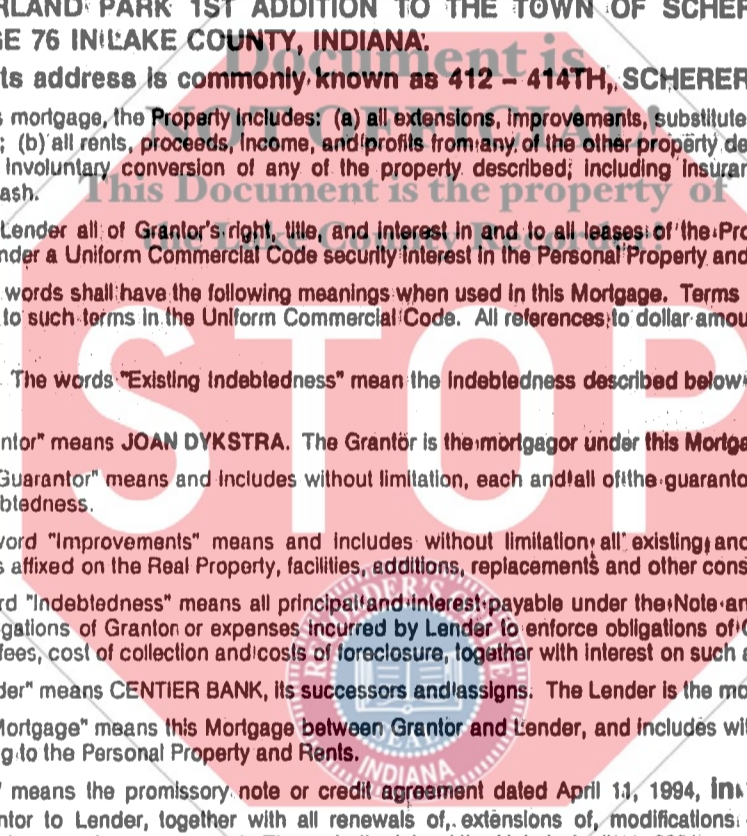 RLAND PARK 1ST ADDITION TO THE TOWN OF SCHER
GE 76 IN LAKE COUNTY, INDIANA.
Document is
ts address is commonly known as 412 – 414TH, SCHERER
NOT OFFICIAL!
s mortgage, the Property includes: (a) all extensions, improvements, substitute
; (b) all rents, proceeds, income, and profits from any of the other property de
involuntary conversion of any of the property described; including insuran
ash.
This Document is the property of
the Lake County Recorder!
Lender all of Grantor's right, title, and interest in and to all leases of the Pro
nder a Uniform Commercial Code security interest in the Personal Property and
words shall have the following meanings when used in this Mortgage. Terms
to such terms in the Uniform Commercial Code. All references to dollar amou
STOP
The words "Existing Indebtedness" mean the indebtedness described below
ntor" means JOAN DYKSTRA. The Grantor is the mortgagor under this Mortga
Guarantor" means and includes without limitation, each and all of the guaranto
btedness.
word "Improvements" means and includes without limitation all existing and
s affixed on the Real Property, facilities, additions, replacements and other cons
rd "Indebtedness" means all principal and interest payable under the Note an
gations of Grantor or expenses incurred by Lender to enforce obligations of G
fees, cost of collection and costs of foreclosure, together with interest on such a
der" means CENTIER BANK, its successors and assigns. The Lender is the mo
Mortgage" means this Mortgage between Grantor and Lender, and includes wi
g to the Personal Property and Rents.
RECORDER'S OFFICE
SEAL
INDIANA
" means the promissory note or credit agreement dated April 11, 1994, in
ntor to Lender, together with all renewals of, extensions of, modifications